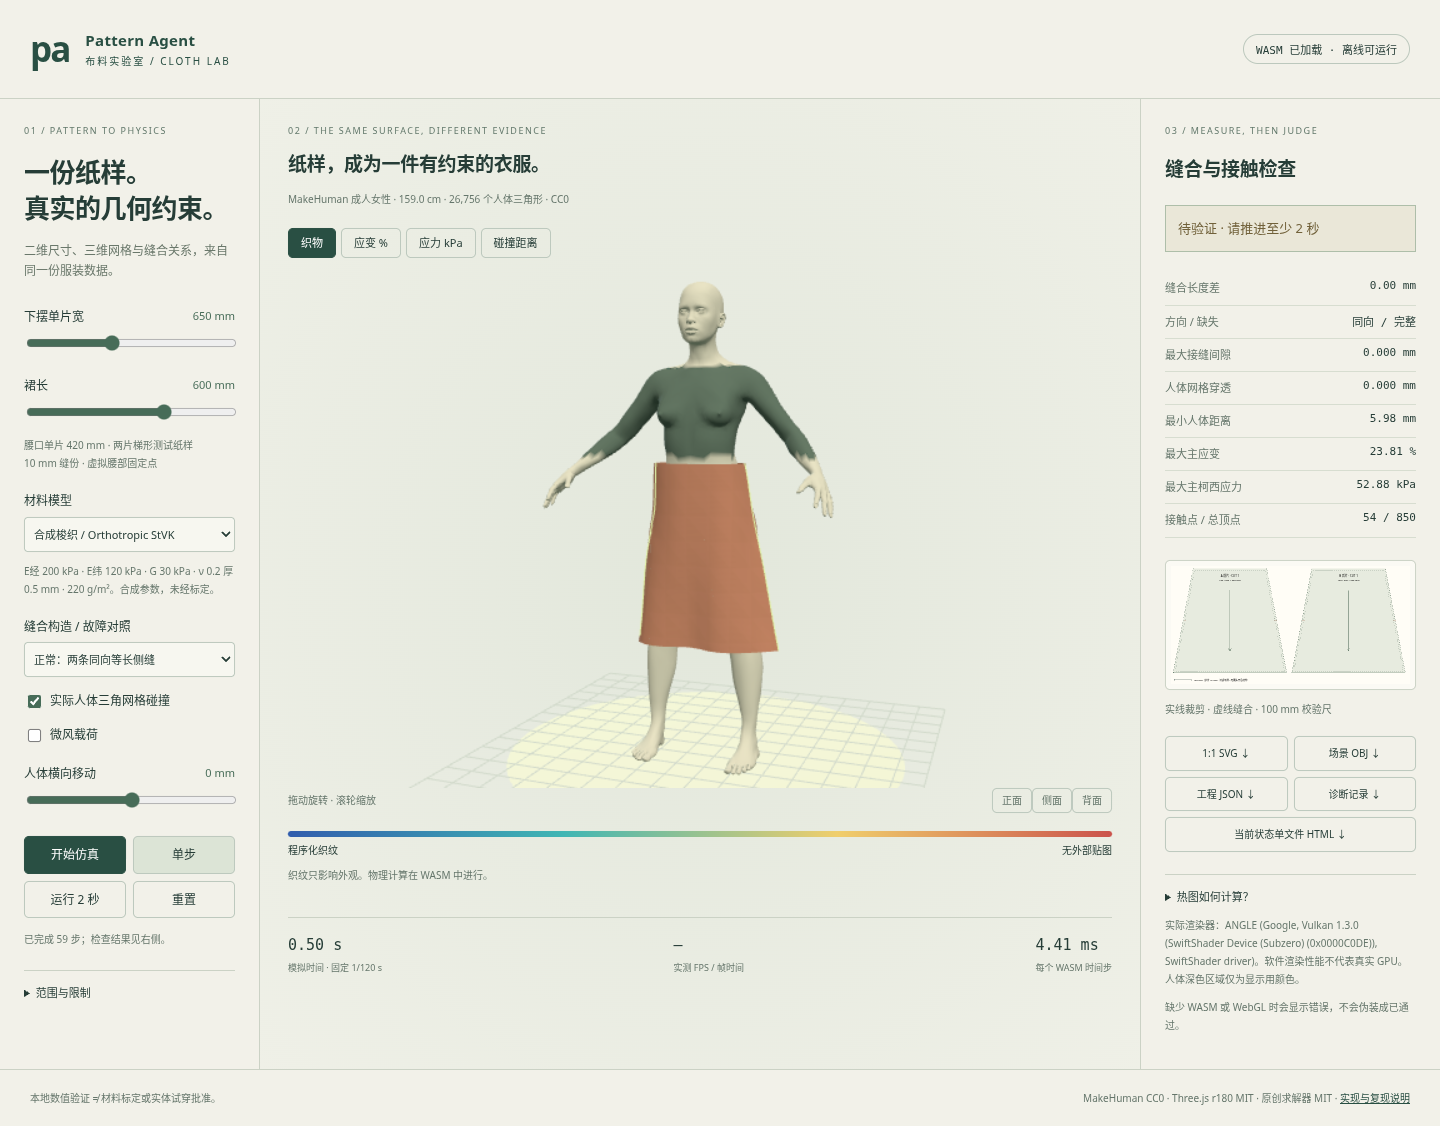 pa
Pattern Agent
布料实验室 / CLOTH LAB
WASM 已加载 · 离线可运行
01 / PATTERN TO PHYSICS
一份纸样。
真实的几何约束。
二维尺寸、三维网格与缝合关系，来自
同一份服装数据。
下摆单片宽 650 mm
裙长 600 mm
腰口单片 420 mm · 两片梯形测试纸样
10 mm 缝份 · 虚拟腰部固定点
材料模型
合成梭织 / Orthotropic StVK
E经 200 kPa · E纬 120 kPa · G 30 kPa · ν 0.2 厚
0.5 mm · 220 g/m²。合成参数，未经标定。
缝合构造 / 故障对照
正常：两条同向等长侧缝
实际人体三角网格碰撞
微风载荷
人体横向移动 0 mm
开始仿真 单步
运行 2 秒 重置
已完成 59 步；检查结果见右侧。
范围与限制
02 / THE SAME SURFACE, DIFFERENT EVIDENCE
纸样，成为一件有约束的衣服。
MakeHuman 成人女性 · 159.0 cm · 26,756 个人体三角形 · CC0
织物 应变 % 应力 kPa 碰撞距离
拖动旋转 · 滚轮缩放 正面 侧面 背面
程序化织纹 无外部贴图
织纹只影响外观。物理计算在 WASM 中进行。
0.50 s — 4.41 ms
模拟时间 · 固定 1/120 s 实测 FPS / 帧时间 每个 WASM 时间步
03 / MEASURE, THEN JUDGE
缝合与接触检查
待验证 · 请推进至少 2 秒
缝合长度差 0.00 mm
方向 / 缺失 同向 / 完整
最大接缝间隙 0.000 mm
人体网格穿透 0.000 mm
最小人体距离 5.98 mm
最大主应变 23.81 %
最大主柯西应力 52.88 kPa
接触点 / 总顶点 54 / 850
实线裁剪 · 虚线缝合 · 100 mm 校验尺
1:1 SVG ↓ 场景 OBJ ↓
工程 JSON ↓ 诊断记录 ↓
当前状态单文件 HTML ↓
热图如何计算?
实际渲染器：ANGLE (Google, Vulkan 1.3.0
(SwiftShader Device (Subzero) (0x0000C0DE)),
SwiftShader driver)。软件渲染性能不代表真实 GPU。
人体深色区域仅为显示用颜色。
缺少 WASM 或 WebGL 时会显示错误，不会伪装成已通
过。
本地数值验证 ≠ 材料标定或实体试穿批准。
MakeHuman CC0 · Three.js r180 MIT · 原创求解器 MIT · 实现与复现说明